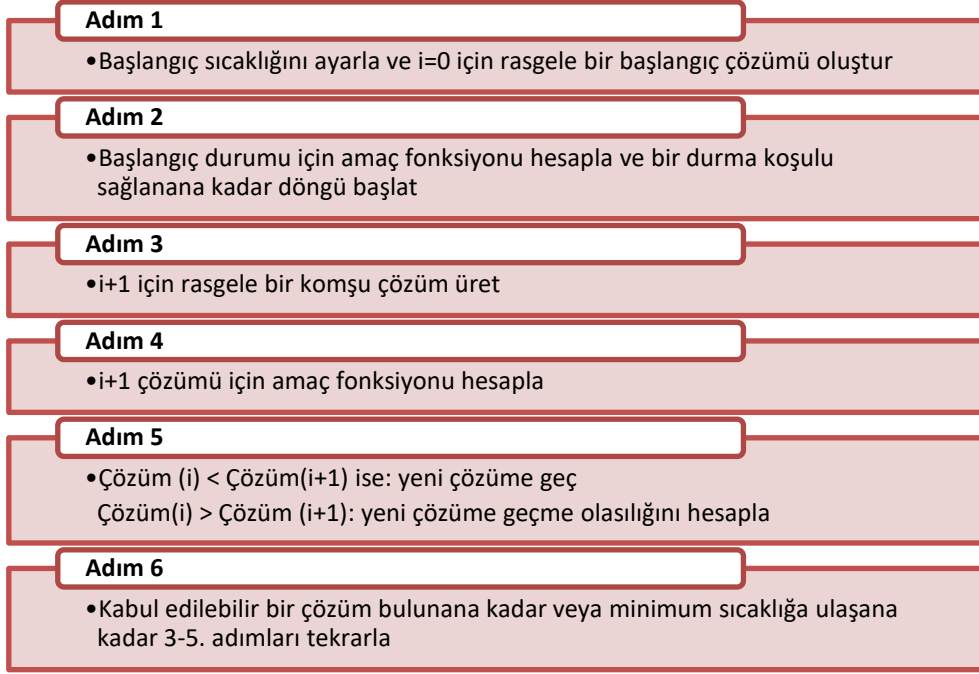 Adım 1
•Başlangıç sıcaklığını ayarla ve i=0 için rasgele bir başlangıç çözümü oluştur
Adım 2
•Başlangıç durumu için amaç fonksiyonu hesapla ve bir durma koşulu
sağlanana kadar döngü başlat
Adım 3
•i+1 için rasgele bir komşu çözüm üret
Adım 4
•i+1 çözümü için amaç fonksiyonu hesapla
Adım 5
•Çözüm (i) < Çözüm(i+1) ise: yeni çözüme geç
Çözüm(i) > Çözüm (i+1): yeni çözüme geçme olasılığını hesapla
Adım 6
•Kabul edilebilir bir çözüm bulunana kadar veya minimum sıcaklığa ulaşana
kadar 3-5. adımları tekrarla